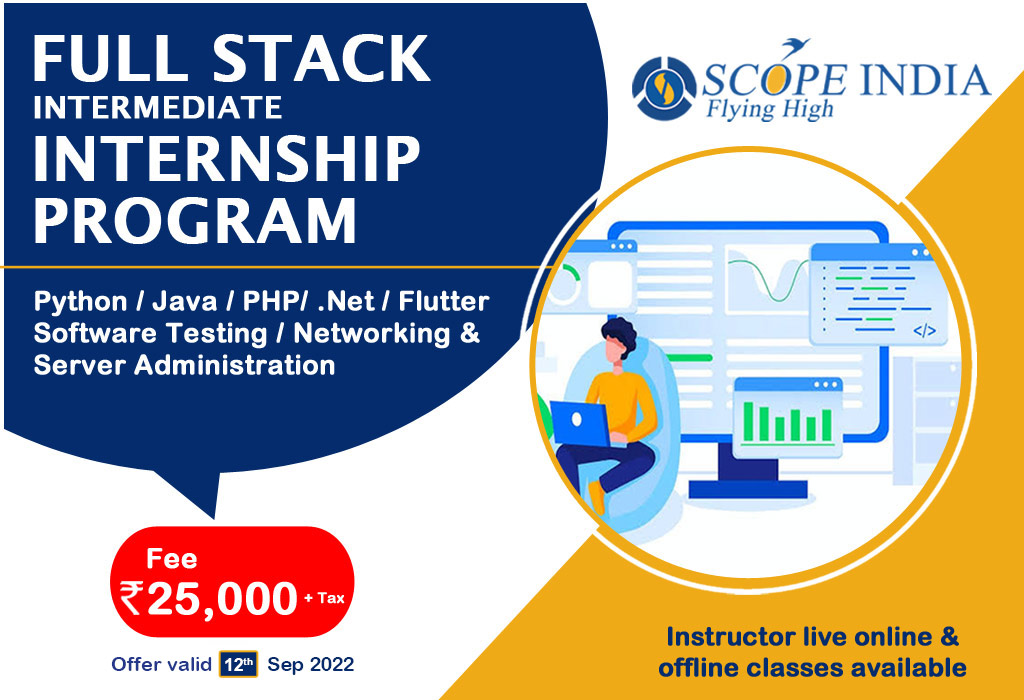 FULL STACK
INTERMEDIATE
INTERNSHIP
PROGRAM
SCOPE INDIA
Flying High
Python / Java / PHP/ .Net / Flutter
Software Testing / Networking &
Server Administration
</>
Fee
₹25,000 + Tax
Offer valid 12th Sep 2022
Instructor live online &
offline classes available